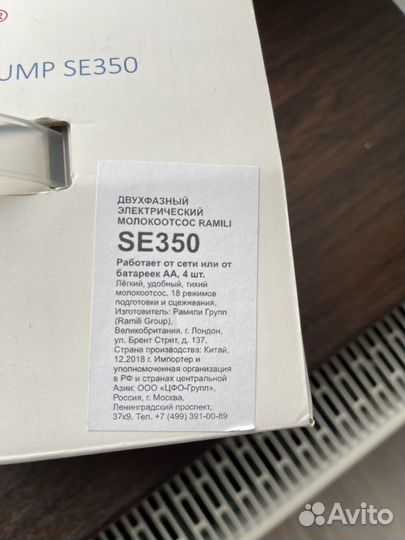 ®
UMP SE350
ДВУХФАЗНЫЙ
ЭЛЕКТРИЧЕСКИЙ
МОЛОКООТСОС RAMILI
SE350
Работает от сети или от
батареек АА, 4 шт.
Лёгкий, удобный, тихий
молокоотсос. 18 режимов
подготовки и сцеживания.
Изготовитель: Рамили Групп
(Ramili Group),
Великобритания. г. Лондон,
ул. Брент Стрит, д. 137.
Страна производства: Китай,
12.2018 г. Импортер и
уполномоченная организация
в РФ и странах центральной
Азии: ООО «ЦФО-Групп»,
Россия, г. Москва,
Ленинградский проспект,
37к9. Тел. +7 (499) 391-00-89
Avito